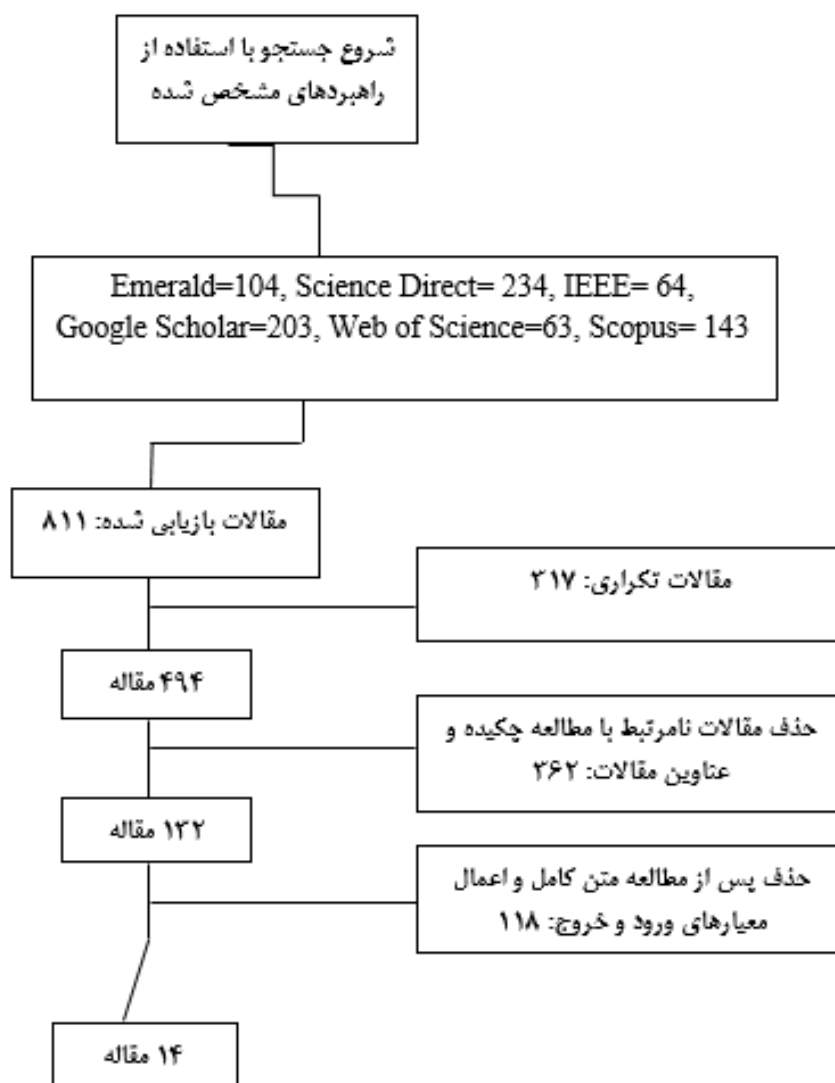 شروع جستجو با استفاده از
راهبردهای مشخص شده
Emerald=104, Science Direct= 234, IEEE= 64,
Google Scholar=203, Web of Science=63, Scopus= 143
مقالات بازیابی شده: ۸۱۱
مقالات تکراری: ۳۱۷
۴۹۴ مقاله
حذف مقالات نامرتبط با مطالعه چکیده و
عناوین مقالات: ۳۶۲
۱۳۲ مقاله
حذف پس از مطالعه متن کامل و اعمال
معیارهای ورود و خروج: ۱۱۸
۱۴ مقاله